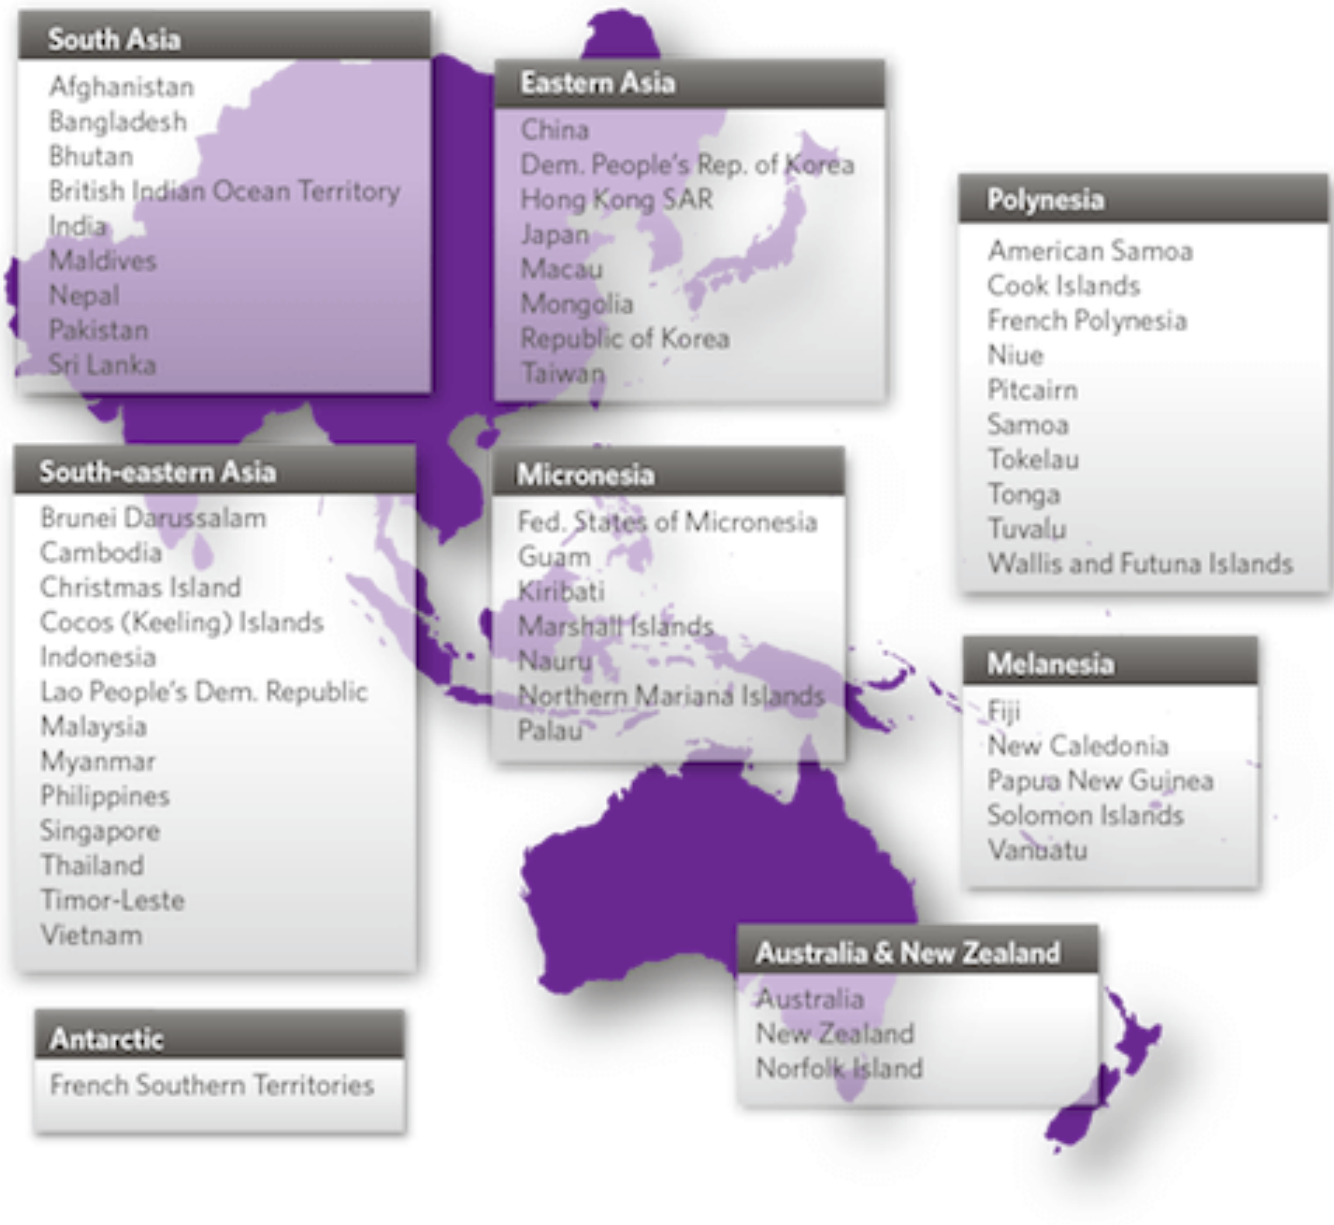 South Asia
Afghanistan
Bangladesh
Bhutan
British Indian Ocean Territory
India
Maldives
Nepal
Pakistan
Sri Lanka
Eastern Asia
China
Dem. People's Rep. of Korea
Hong Kong SAR
Japan
Macau
Mongolia
Republic of Korea
Taiwan
Polynesia
American Samoa
Cook Islands
French Polynesia
Niue
Pitcairn
Samoa
Tokelau
Tonga
Tuvalu
Wallis and Futuna Islands
South-eastern Asia
Brunei Darussalam
Cambodia
Christmas Island
Cocos (Keeling) Islands
Indonesia
Lao People's Dem. Republic
Malaysia
Myanmar
Philippines
Singapore
Thailand
Timor-Leste
Vietnam
Micronesia
Fed. States of Micronesia
Guam
Kiribati
Marshall Islands
Nauru
Northern Mariana Islands
Palau
Melanesia
Fiji
New Caledonia
Papua New Guinea
Solomon Islands
Vanuatu
Australia & New Zealand
Australia
New Zealand
Norfolk Island
Antarctic
French Southern Territories